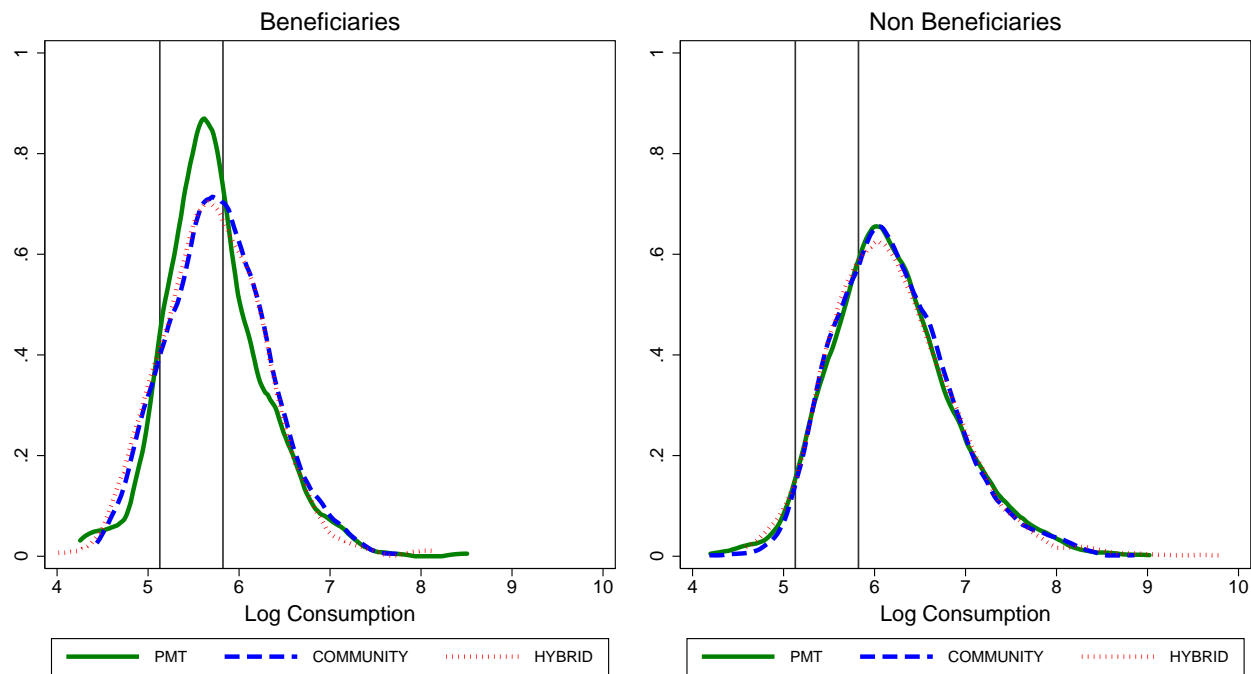 Beneficiaries
1
.8
.6
.4
.2
0
4 5 6 7 8 9 10
Log Consumption
PMT COMMUNITY HYBRID
Non Beneficiaries
1
.8
.6
.4
.2
0
4 5 6 7 8 9 10
Log Consumption
PMT COMMUNITY HYBRID